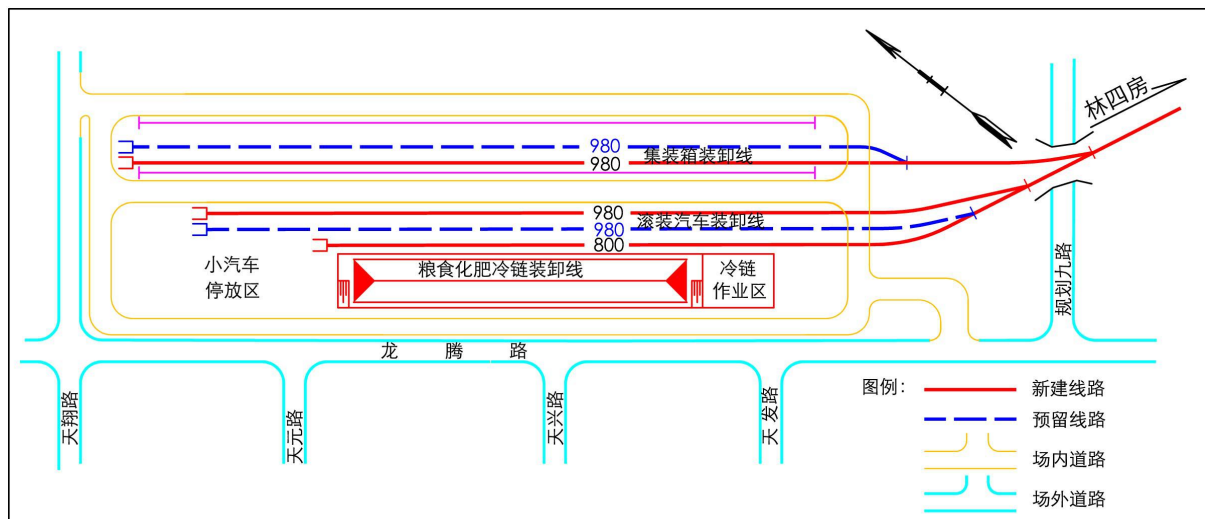 林四房
980
980
集装箱装卸线
980
滚装汽车装卸线
980
800
小汽车
停放区
粮食化肥冷链装卸线
冷链
作业区
规划九路
龙腾路
天翔路
天元路
天兴路
天发路
图例：
新建线路
预留线路
场内道路
场外道路